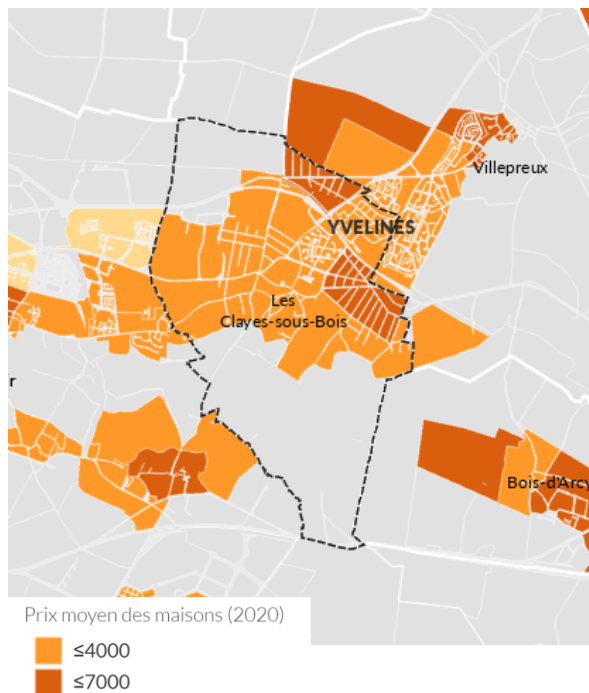 Villepreux
YVELINES
Les
Clayes-sous-Bois
r
Bois-d'Arcy
Prix moyen des maisons (2020)
≤4000
≤7000